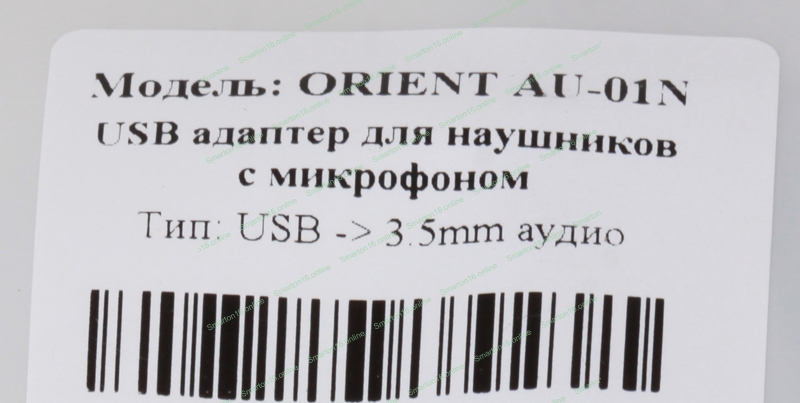 Модель: ORIENT AU-01N
USB адаптер для наушников
с микрофоном
Тип: USB -> 3.5mm аудио